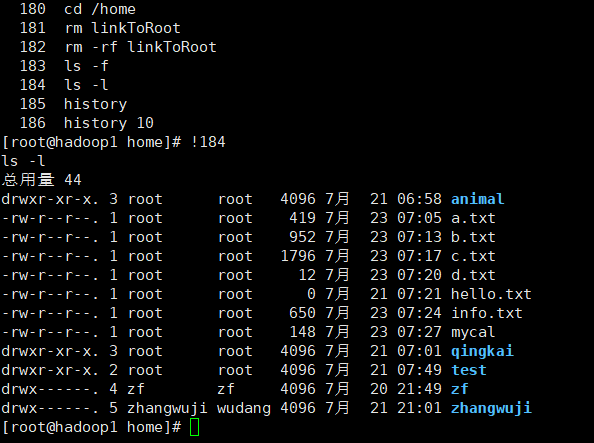 180  cd /home
181  rm linkToRoot
182  rm -rf linkToRoot
183  ls -f
184  ls -l
185  history
186  history 10
[root@hadoop1 home]# !184
ls -l
总用量 44
drwxr-xr-x. 3 root      root   4096 7月  21 06:58 animal
-rw-r--r--. 1 root      root    419 7月  23 07:05 a.txt
-rw-r--r--. 1 root      root    952 7月  23 07:13 b.txt
-rw-r--r--. 1 root      root   1796 7月  23 07:17 c.txt
-rw-r--r--. 1 root      root     12 7月  23 07:20 d.txt
-rw-r--r--. 1 root      root      0 7月  21 07:21 hello.txt
-rw-r--r--. 1 root      root    650 7月  23 07:24 info.txt
-rw-r--r--. 1 root      root    148 7月  23 07:27 mycal
drwxr-xr-x. 3 root      root   4096 7月  21 07:01 qingkai
drwxr-xr-x. 2 root      root   4096 7月  21 07:49 test
drwx------. 4 zf        zf     4096 7月  20 21:49 zf
drwx------. 5 zhangwuji wudang 4096 7月  21 21:01 zhangwuji
[root@hadoop1 home]#